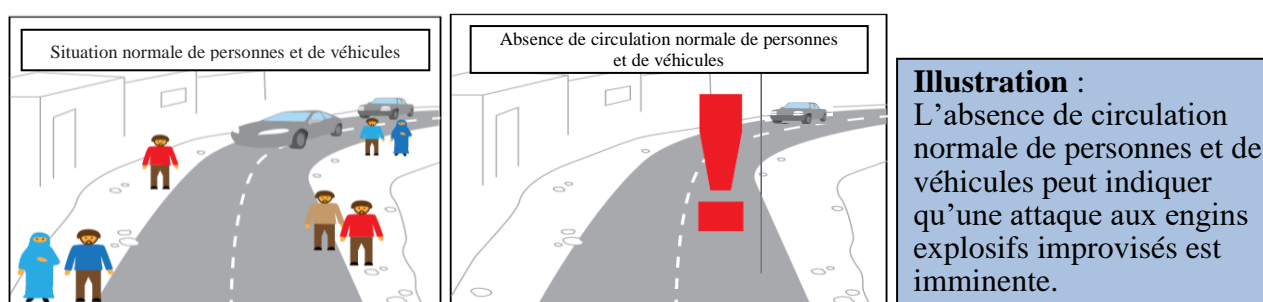 Situation normale de personnes et de véhicules
Absence de circulation normale de personnes
et de véhicules
Illustration :
L’absence de circulation
normale de personnes et de
véhicules peut indiquer
qu’une attaque aux engins
explosifs improvisés est
imminente.